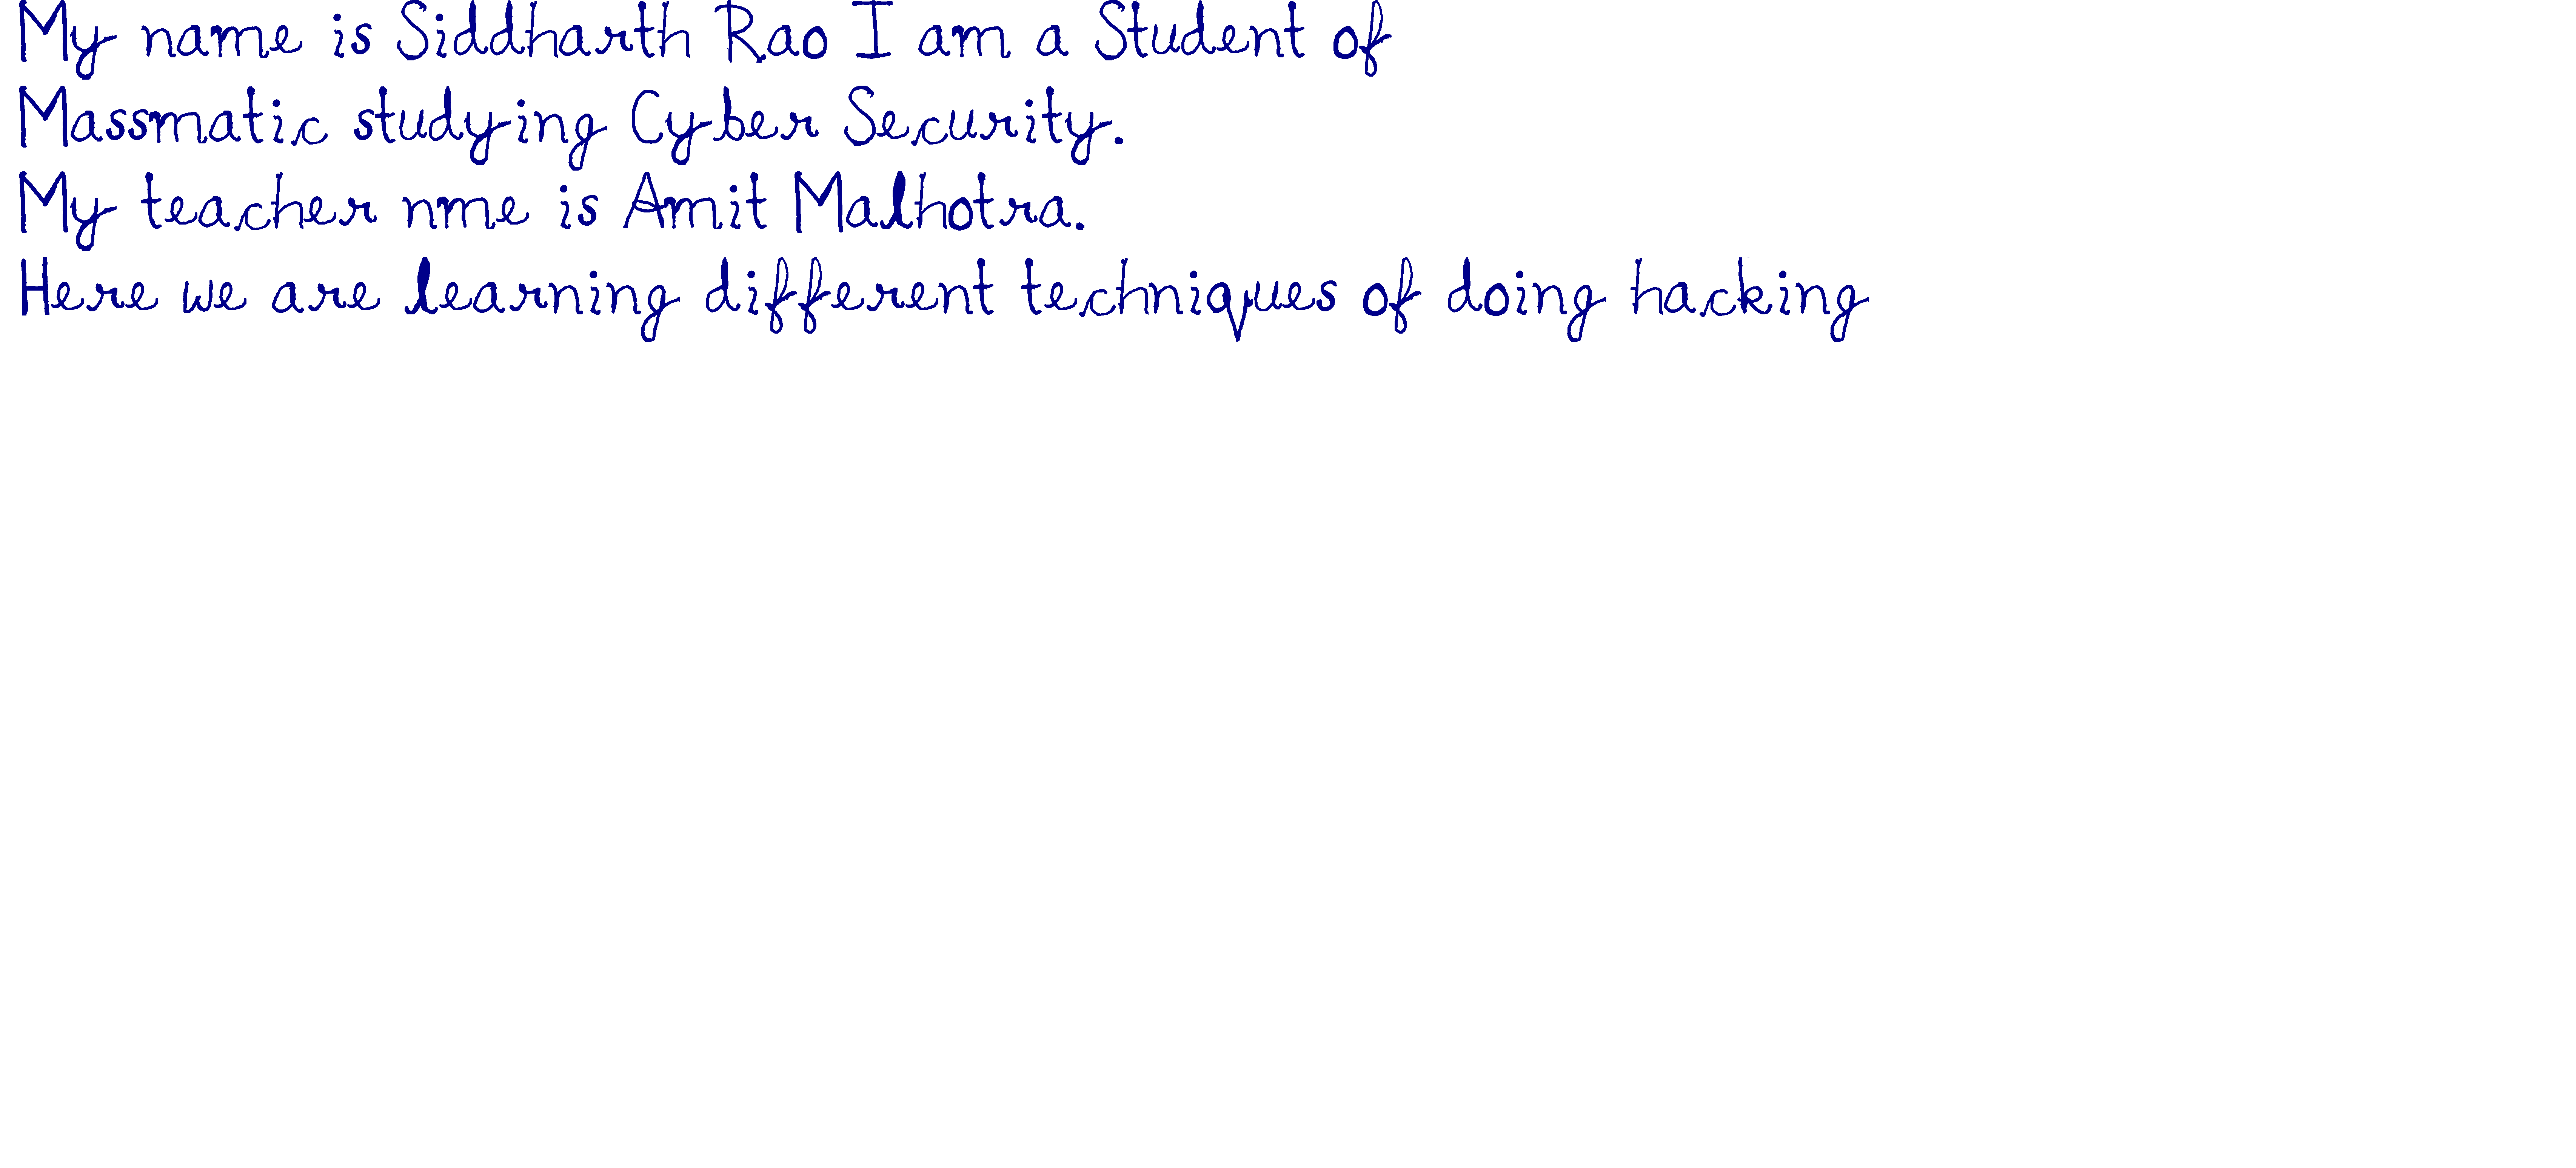 My name is Siddharth Rao I am a Student of
Massmatic studying Cyber Security.
My teacher nme is Amit Malhotra.
Here we are learning different techniques of doing hacking